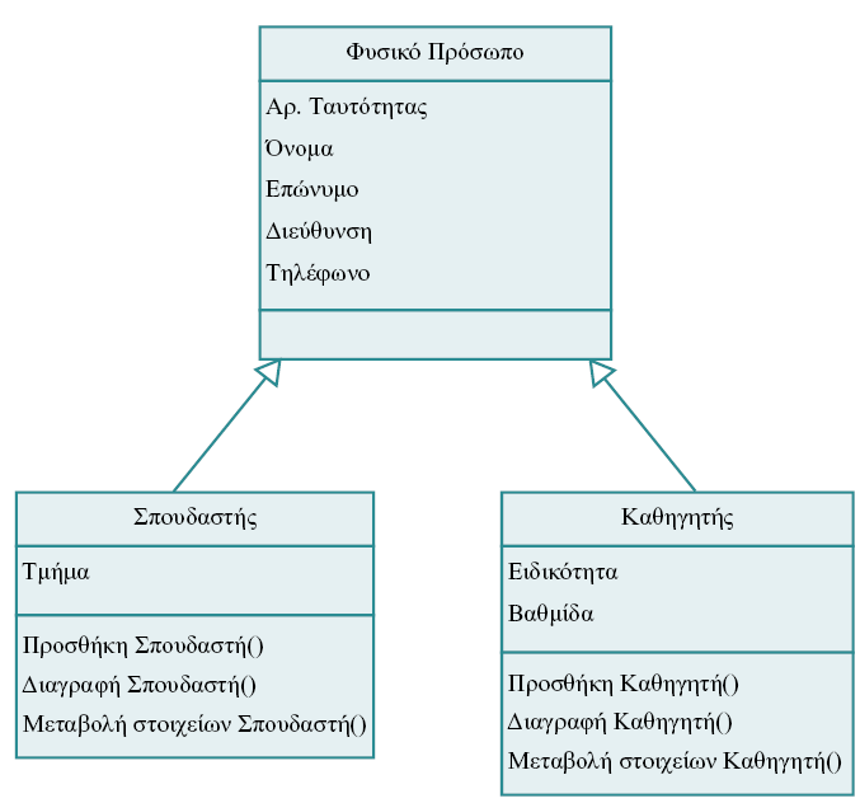 Φυσικό Πρόσωπο
Αρ. Ταυτότητας
Όνομα
Επώνυμο
Διεύθυνση
Τηλέφωνο
Σπουδαστής
Τμήμα
Προσθήκη Σπουδαστή()
Διαγραφή Σπουδαστή()
Μεταβολή στοιχείων Σπουδαστή()
Καθηγητής
Ειδικότητα
Βαθμίδα
Προσθήκη Καθηγητή()
Διαγραφή Καθηγητή()
Μεταβολή στοιχείων Καθηγητή()